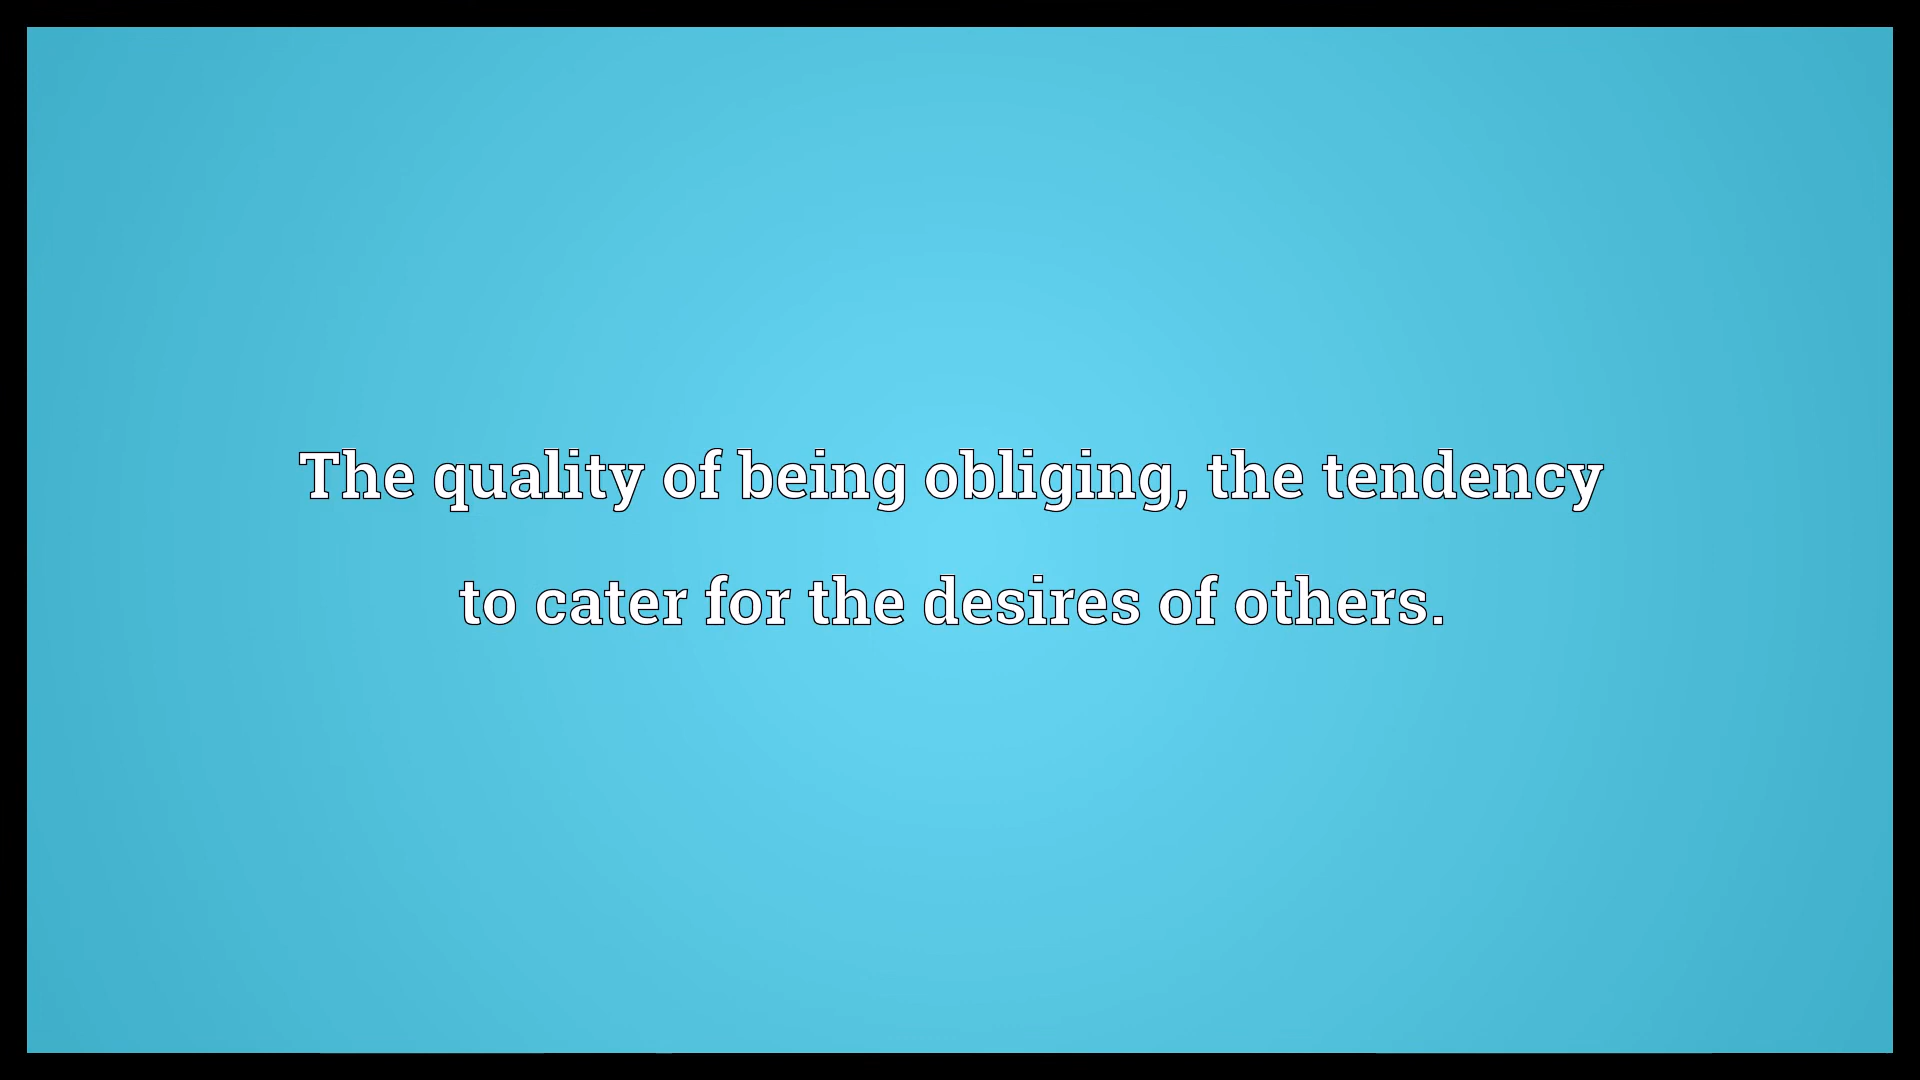 The quality of being obliging, the tendency
to cater for the desires of others.